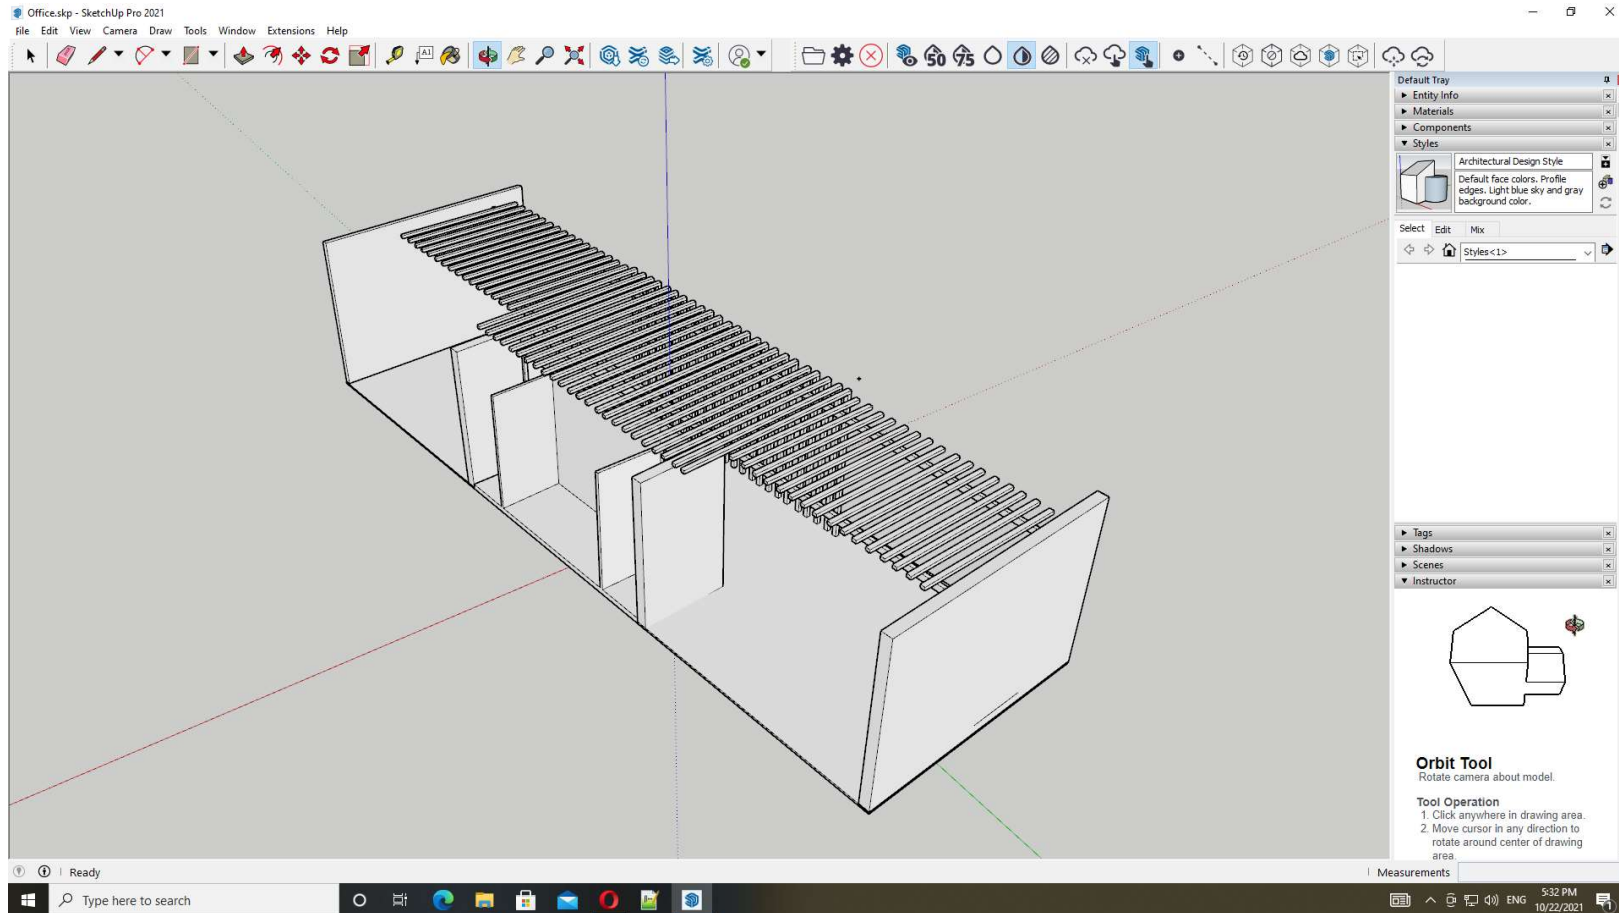 Office.skp - SketchUp Pro 2021
File Edit View Camera Draw Tools Window Extensions Help
A1
50
75
Default Tray
Entity Info
Materials
Components
Styles
Architectural Design Style
Default face colors. Profile
edges. Light blue sky and gray
background color.
Select Edit Mix
Styles<1>
Tags
Shadows
Scenes
Instructor
Orbit Tool
Rotate camera about model.
Tool Operation
1. Click anywhere in drawing area.
2. Move cursor in any direction to
rotate around center of drawing
area.
Ready
Measurements
Type here to search
ENG
5:32 PM
10/22/2021
1